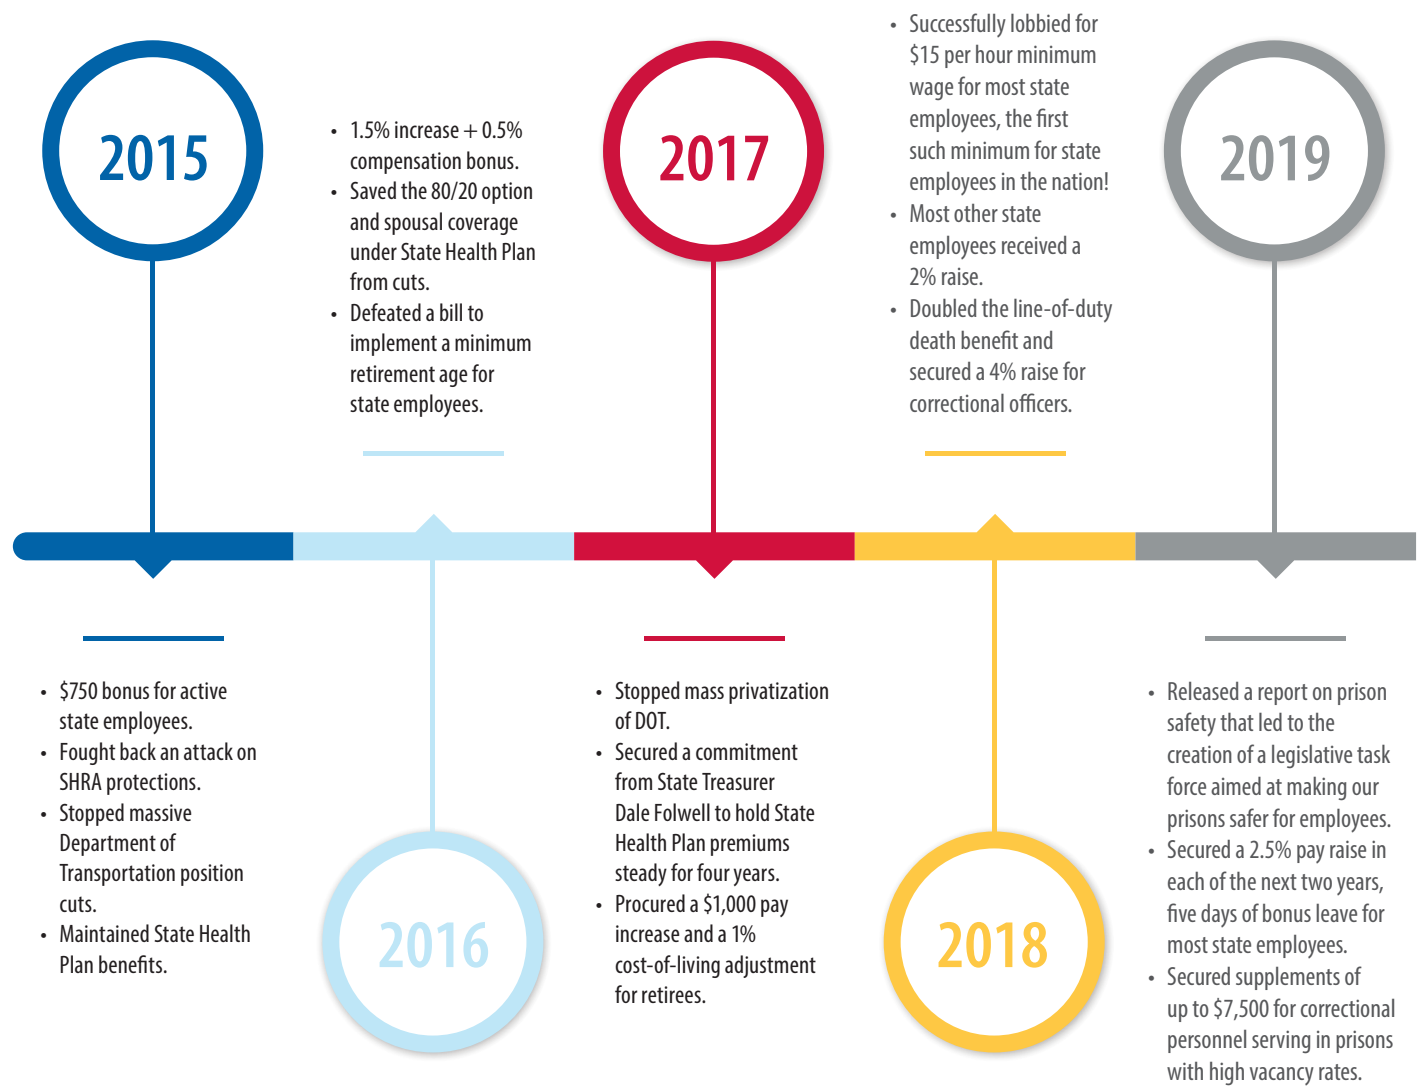 2015
• $750 bonus for active
state employees.
• Fought back an attack on
SHRA protections.
• Stopped massive
Department of
Transportation position
cuts.
• Maintained State Health
Plan benefits.
• 1.5% increase + 0.5%
compensation bonus.
• Saved the 80/20 option
and spousal coverage
under State Health Plan
from cuts.
• Defeated a bill to
implement a minimum
retirement age for
state employees.
2016
2017
• Stopped mass privatization
of DOT.
• Secured a commitment
from State Treasurer
Dale Folwell to hold State
Health Plan premiums
steady for four years.
• Procured a $1,000 pay
increase and a 1%
cost-of-living adjustment
for retirees.
• Successfully lobbied for
$15 per hour minimum
wage for most state
employees, the first
such minimum for state
employees in the nation!
• Most other state
employees received a
2% raise.
• Doubled the line-of-duty
death benefit and
secured a 4% raise for
correctional officers.
2018
2019
• Released a report on prison
safety that led to the
creation of a legislative task
force aimed at making our
prisons safer for employees.
• Secured a 2.5% pay raise in
each of the next two years,
five days of bonus leave for
most state employees.
• Secured supplements of
up to $7,500 for correctional
personnel serving in prisons
with high vacancy rates.